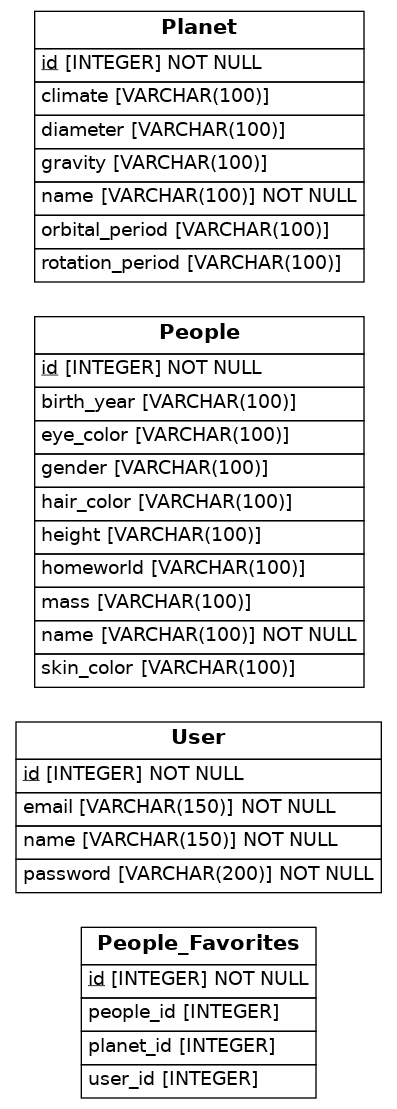 Planet
id [INTEGER] NOT NULL
climate [VARCHAR(100)]
diameter [VARCHAR(100)]
gravity [VARCHAR(100)]
name [VARCHAR(100)] NOT NULL
orbital_period [VARCHAR(100)]
rotation_period [VARCHAR(100)]
People
id [INTEGER] NOT NULL
birth_year [VARCHAR(100)]
eye_color [VARCHAR(100)]
gender [VARCHAR(100)]
hair_color [VARCHAR(100)]
height [VARCHAR(100)]
homeworld [VARCHAR(100)]
mass [VARCHAR(100)]
name [VARCHAR(100)] NOT NULL
skin_color [VARCHAR(100)]
User
id [INTEGER] NOT NULL
email [VARCHAR(150)] NOT NULL
name [VARCHAR(150)] NOT NULL
password [VARCHAR(200)] NOT NULL
People_Favorites
id [INTEGER] NOT NULL
people_id [INTEGER]
planet_id [INTEGER]
user_id [INTEGER]